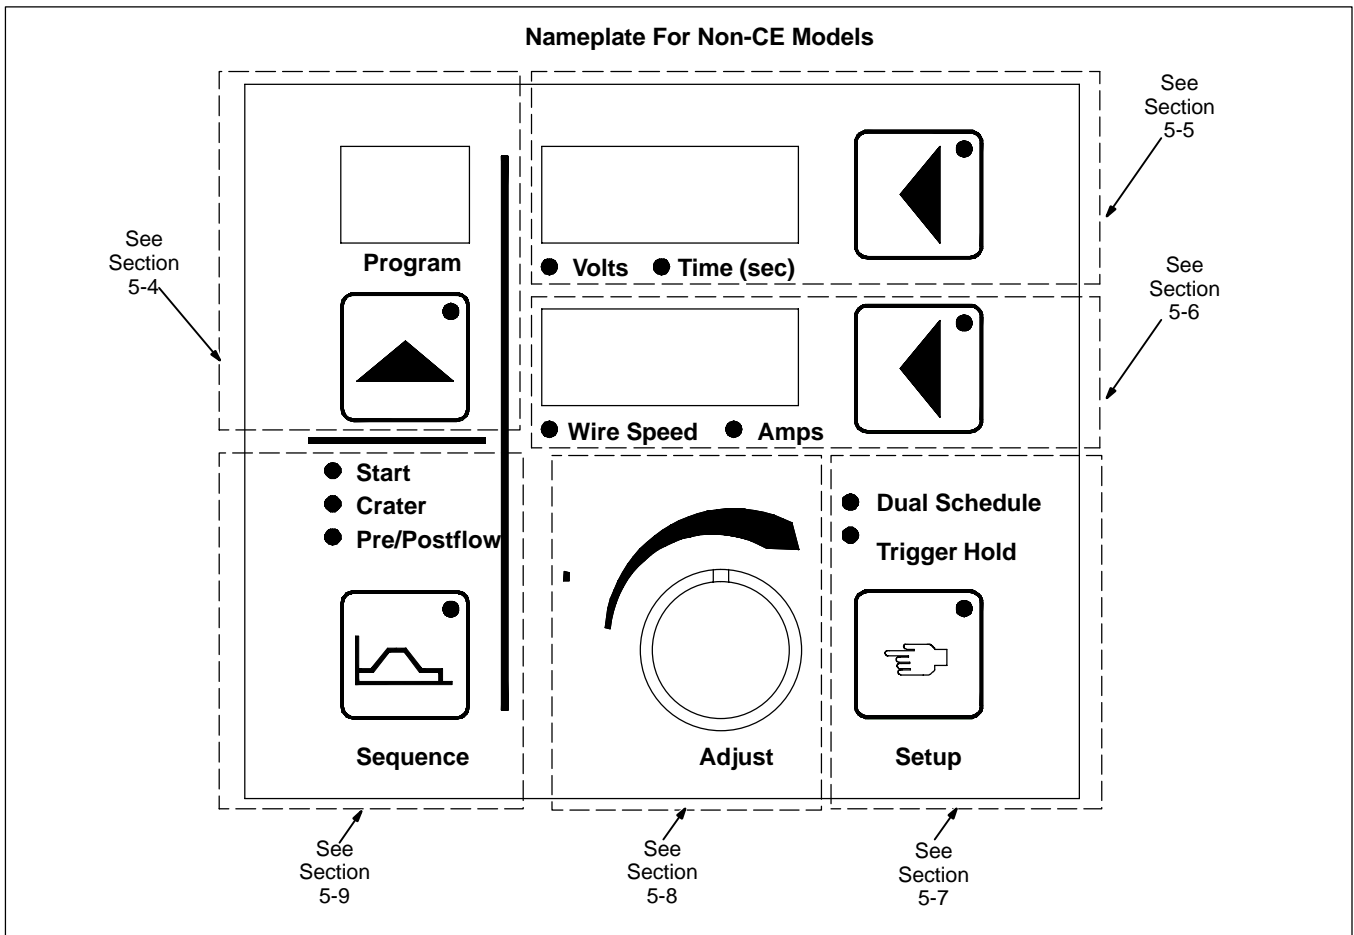 Nameplate For Non-CE Models
See
Section
5-5
See
Section
5-4
Program
Volts
Time (sec)
See
Section
5-6
Wire Speed
Amps
Start
Crater
Pre/Postflow
Dual Schedule
Trigger Hold
Sequence
Adjust
Setup
See
Section
5-9
See
Section
5-8
See
Section
5-7